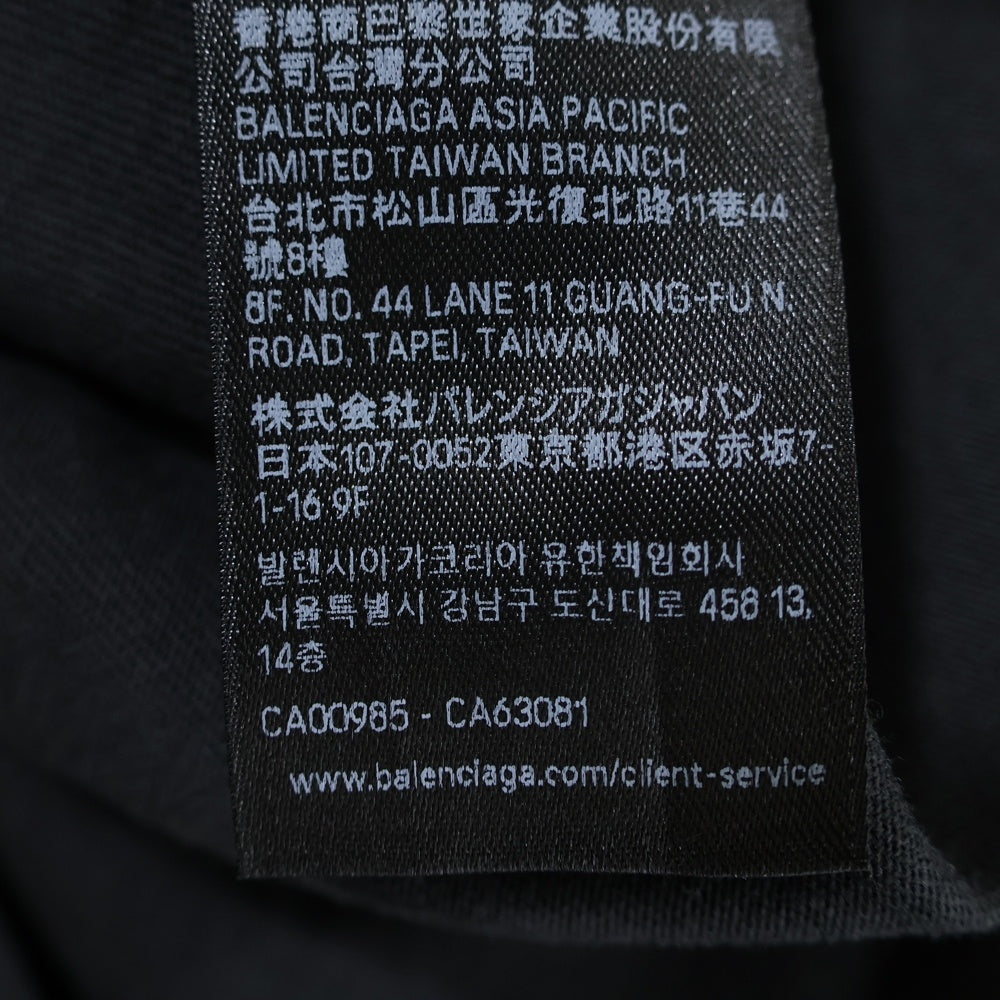 香港商巴黎世家企業股份有限
公司台灣分公司
BALENCIAGA ASIA PACIFIC
LIMITED TAIWAN BRANCH
台北市松山區光復北路11巷44
號8樓
8F. NO. 44 LANE 11 GUANG-FU N.
ROAD, TAPEI, TAIWAN
株式会社バレンシアガジャパン
日本107-0052東京都港区赤坂7-
1-16 9F
발렌시아가코리아 유한책임회사
서울특별시 강남구 도산대로 458 13,
14층
CA00985 - CA63081
www.balenciaga.com/client-service